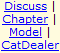 Discuss |
Chapter |
Model |
CatDealer